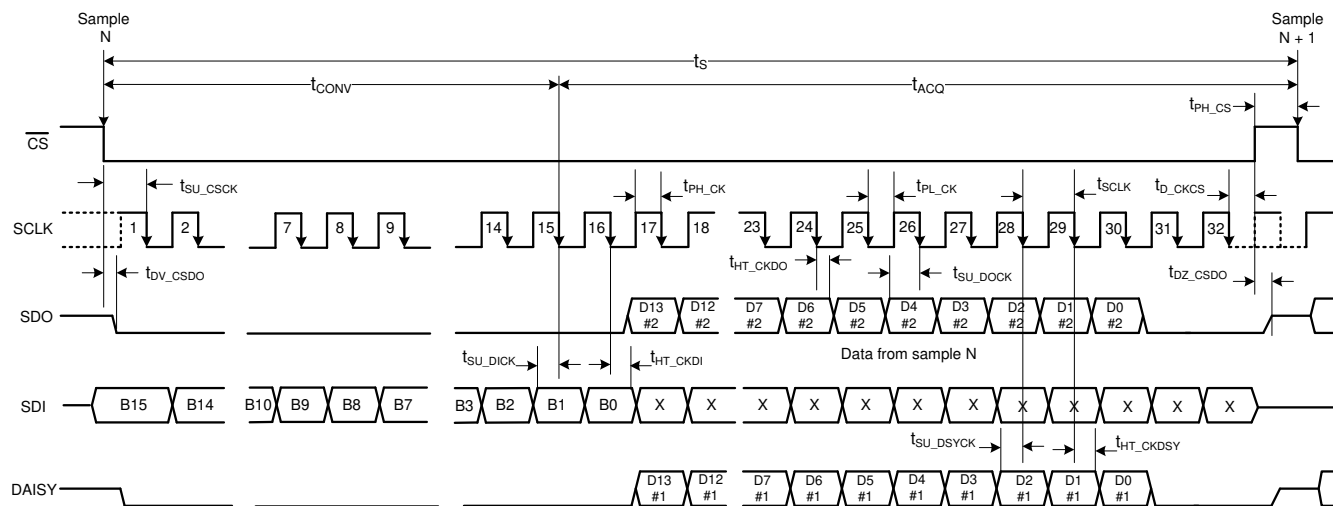 Sample
N
Sample
N + 1
tS
tCONV
tACQ
tPH_CS
CS
tSU_CSCK
tPH_CK
tPL_CK
tSCLK
tD_CKCS
SCLK
1 2 7 8 9 14 15 16 17 18 23 24 25 26 27 28 29 30 31 32
tDV_CSDO
tHT_CKDO
tSU_DOCK
tDZ_CSDO
SDO
D13 D12 D7 D6 D5 D4 D3 D2 D1 D0
#2 #2 #2 #2 #2 #2 #2 #2 #2 #2
Data from sample N
tSU_DICK
tHT_CKDI
SDI
B15 B14 B10 B9 B8 B7 B3 B2 B1 B0 X X X X X X X X X X X X
tSU_DSYCK
tHT_CKDSY
DAISY
D13 D12 D7 D6 D5 D4 D3 D2 D1 D0
#1 #1 #1 #1 #1 #1 #1 #1 #1 #1